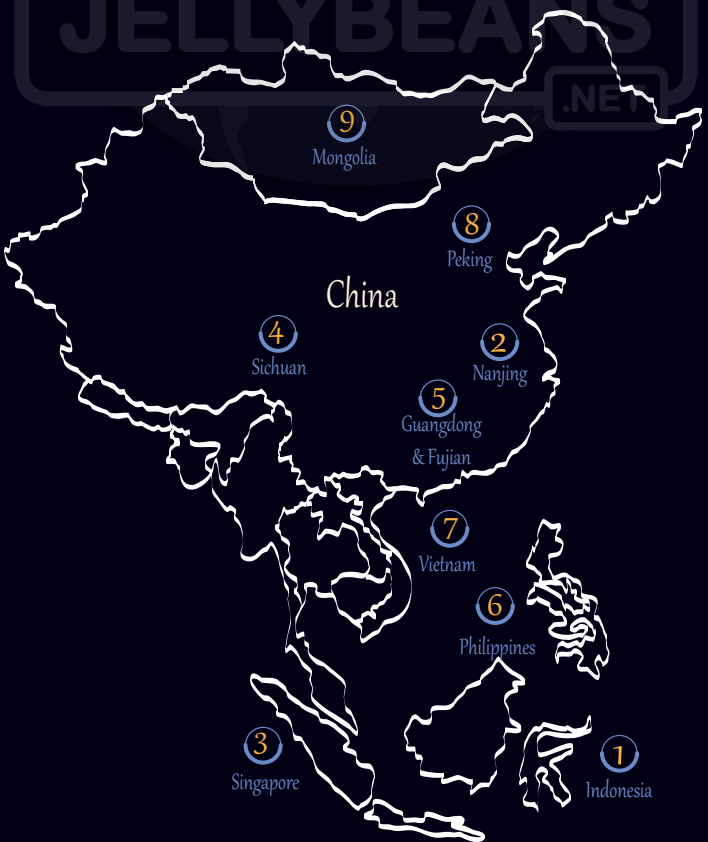 JELLYBEANS
.NET
9
Mongolia
8
Peking
China
4
Sichuan
2
Nanjing
5
Guangdong
& Fujian
7
Vietnam
6
Philippines
3
Singapore
1
Indonesia